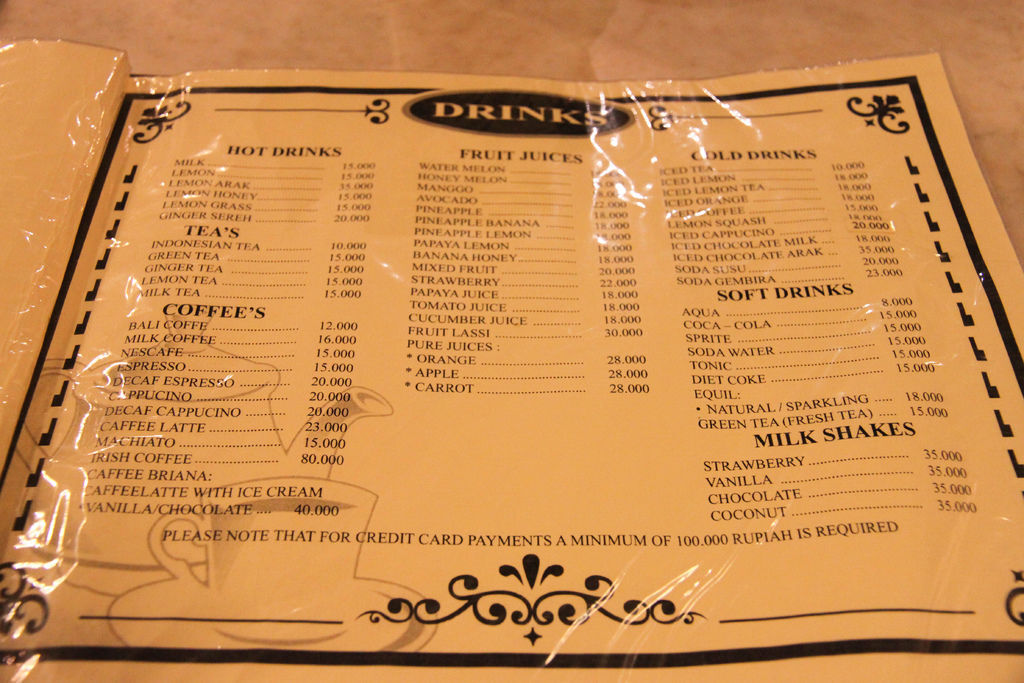 DRINKS
HOT DRINKS
MILK 15.000
LEMON 15.000
LEMON ARAK 35.000
LEMON HONEY 15.000
LEMON GRASS 15.000
GINGER SEREH 20.000
TEA'S
INDONESIAN TEA 10.000
GREEN TEA 15.000
GINGER TEA 15.000
LEMON TEA 15.000
MILK TEA 15.000
COFFEE'S
BALI COFFE 12.000
MILK COFFEE 16.000
NESCAFE 15.000
ESPRESSO 15.000
DECAF ESPRESSO 20.000
CAPPUCINO 20.000
DECAF CAPPUCINO 20.000
CAFFEE LATTE 23.000
MACHIATO 15.000
IRISH COFFEE 80.000
CAFFEE BRIANA:
CAFFEELATTE WITH ICE CREAM
*VANILLA/CHOCOLATE .... 40.000
FRUIT JUICES
WATER MELON
HONEY MELON
MANGGO
AVOCADO 22.000
PINEAPPLE 18.000
PINEAPPLE BANANA 18.000
PINEAPPLE LEMON
PAPAYA LEMON 18.000
BANANA HONEY 18.000
MIXED FRUIT 20.000
STRAWBERRY 22.000
PAPAYA JUICE 18.000
TOMATO JUICE 18.000
CUCUMBER JUICE 18.000
FRUIT LASSI 30.000
PURE JUICES :
* ORANGE 28.000
* APPLE 28.000
* CARROT 28.000
COLD DRINKS
ICED TEA 10.000
ICED LEMON 18.000
ICED LEMON TEA 18.000
ICED ORANGE 18.000
ICED COFFEE 15.000
LEMON SQUASH 18.000
ICED CAPPUCINO 20.000
ICED CHOCOLATE MILK 18.000
ICED CHOCOLATE ARAK 35.000
SODA SUSU 20.000
SODA GEMBIRA 23.000
SOFT DRINKS
AQUA 8.000
COCA – COLA 15.000
SPRITE 15.000
SODA WATER 15.000
TONIC 15.000
DIET COKE 15.000
EQUIL:
• NATURAL / SPARKLING .... 18.000
GREEN TEA (FRESH TEA) .... 15.000
MILK SHAKES
STRAWBERRY 35.000
VANILLA 35.000
CHOCOLATE 35.000
COCONUT 35.000
PLEASE NOTE THAT FOR CREDIT CARD PAYMENTS A MINIMUM OF 100.000 RUPIAH IS REQUIRED